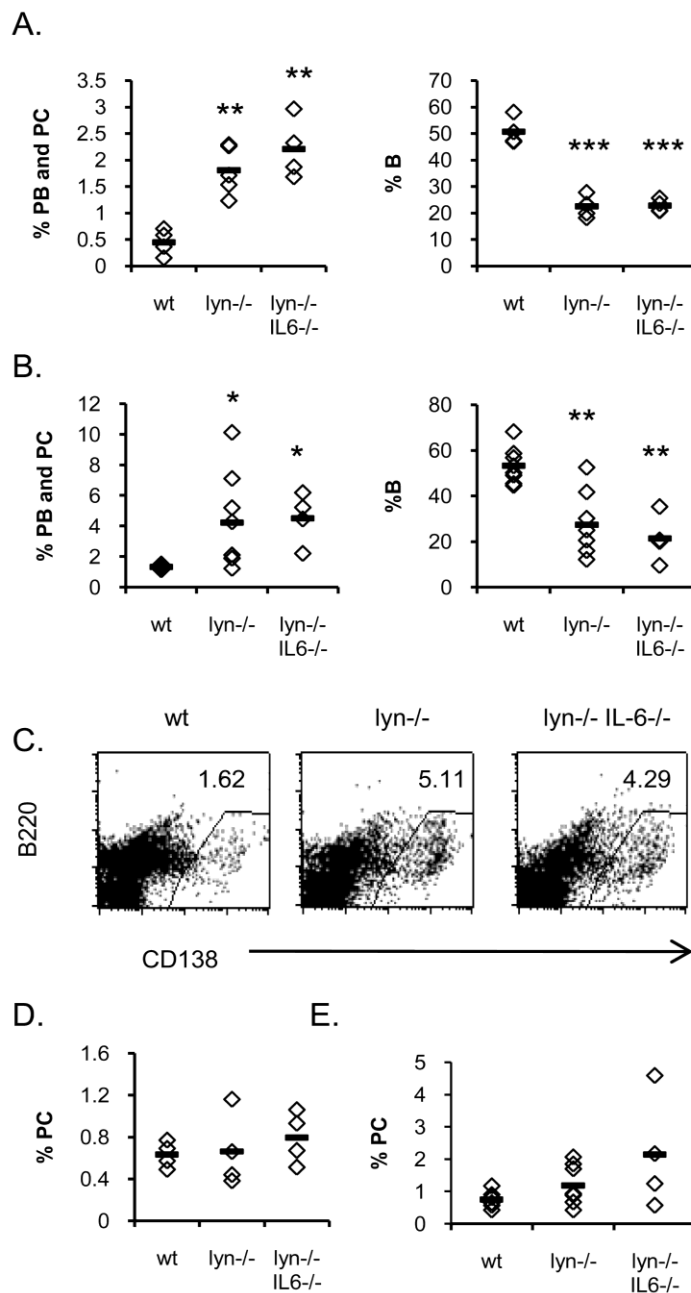 A.
% PB and PC
3.5
3
2.5
2
1.5
1
0.5
0
**
**
wt
lyn-/-
lyn-/-
IL6-/-
% B
70
60
50
40
30
20
10
0
***
***
wt
lyn-/-
lyn-/-
IL6-/-
B.
% PB and PC
12
10
8
6
4
2
0
*
*
wt
lyn-/-
lyn-/-
IL6-/-
%B
80
60
40
20
0
**
**
wt
lyn-/-
lyn-/-
IL6-/-
C.
wt
lyn-/-
lyn-/- IL-6-/-
B220
1.62
5.11
4.29
CD138
D.
% PC
1.6
1.2
0.8
0.4
0
wt
lyn-/-
lyn-/-
IL6-/-
E.
% PC
5
4
3
2
1
0
wt
lyn-/-
lyn-/-
IL6-/-